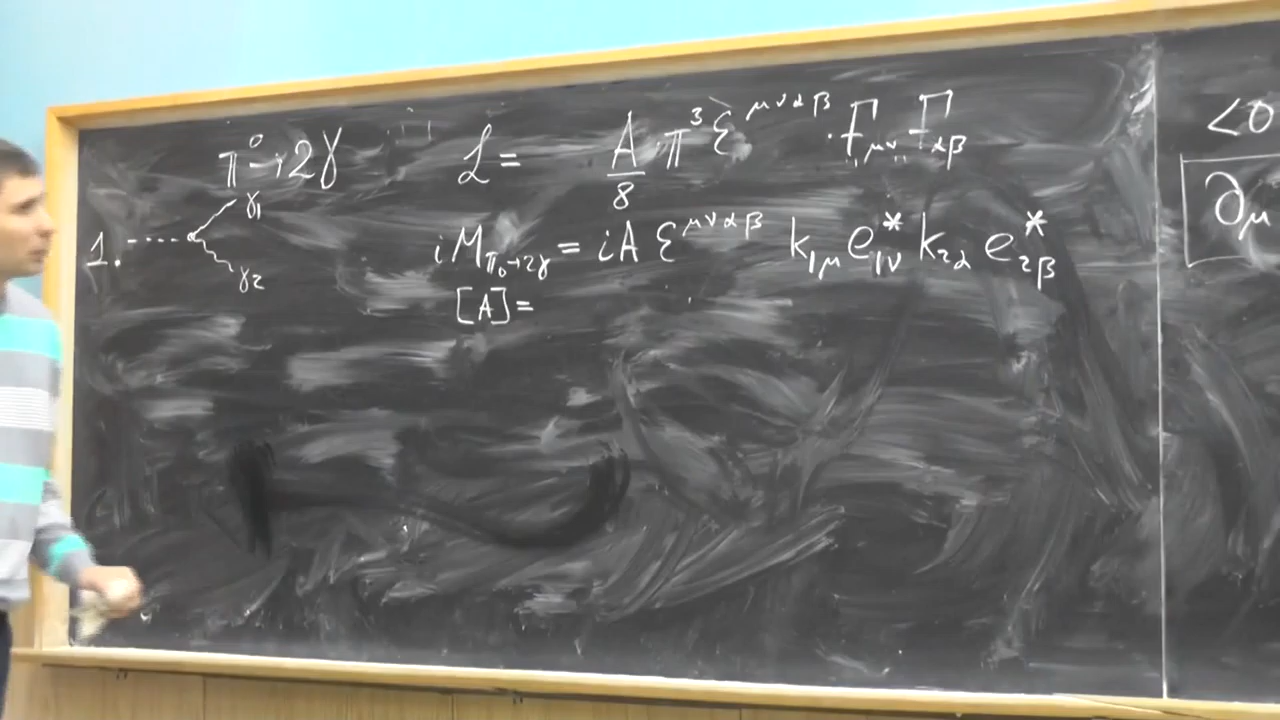 π⁰→2γ
ℒ = A/8 π³ ε^{μναβ} · F_{μν} F_{αβ}
1. γ₁ γ₂
iM_{π₀→2γ} = iA ε^{μναβ} k_{1μ} e*_{1ν} k_{2α} e*_{2β}
[A] =
<0
∂_μ